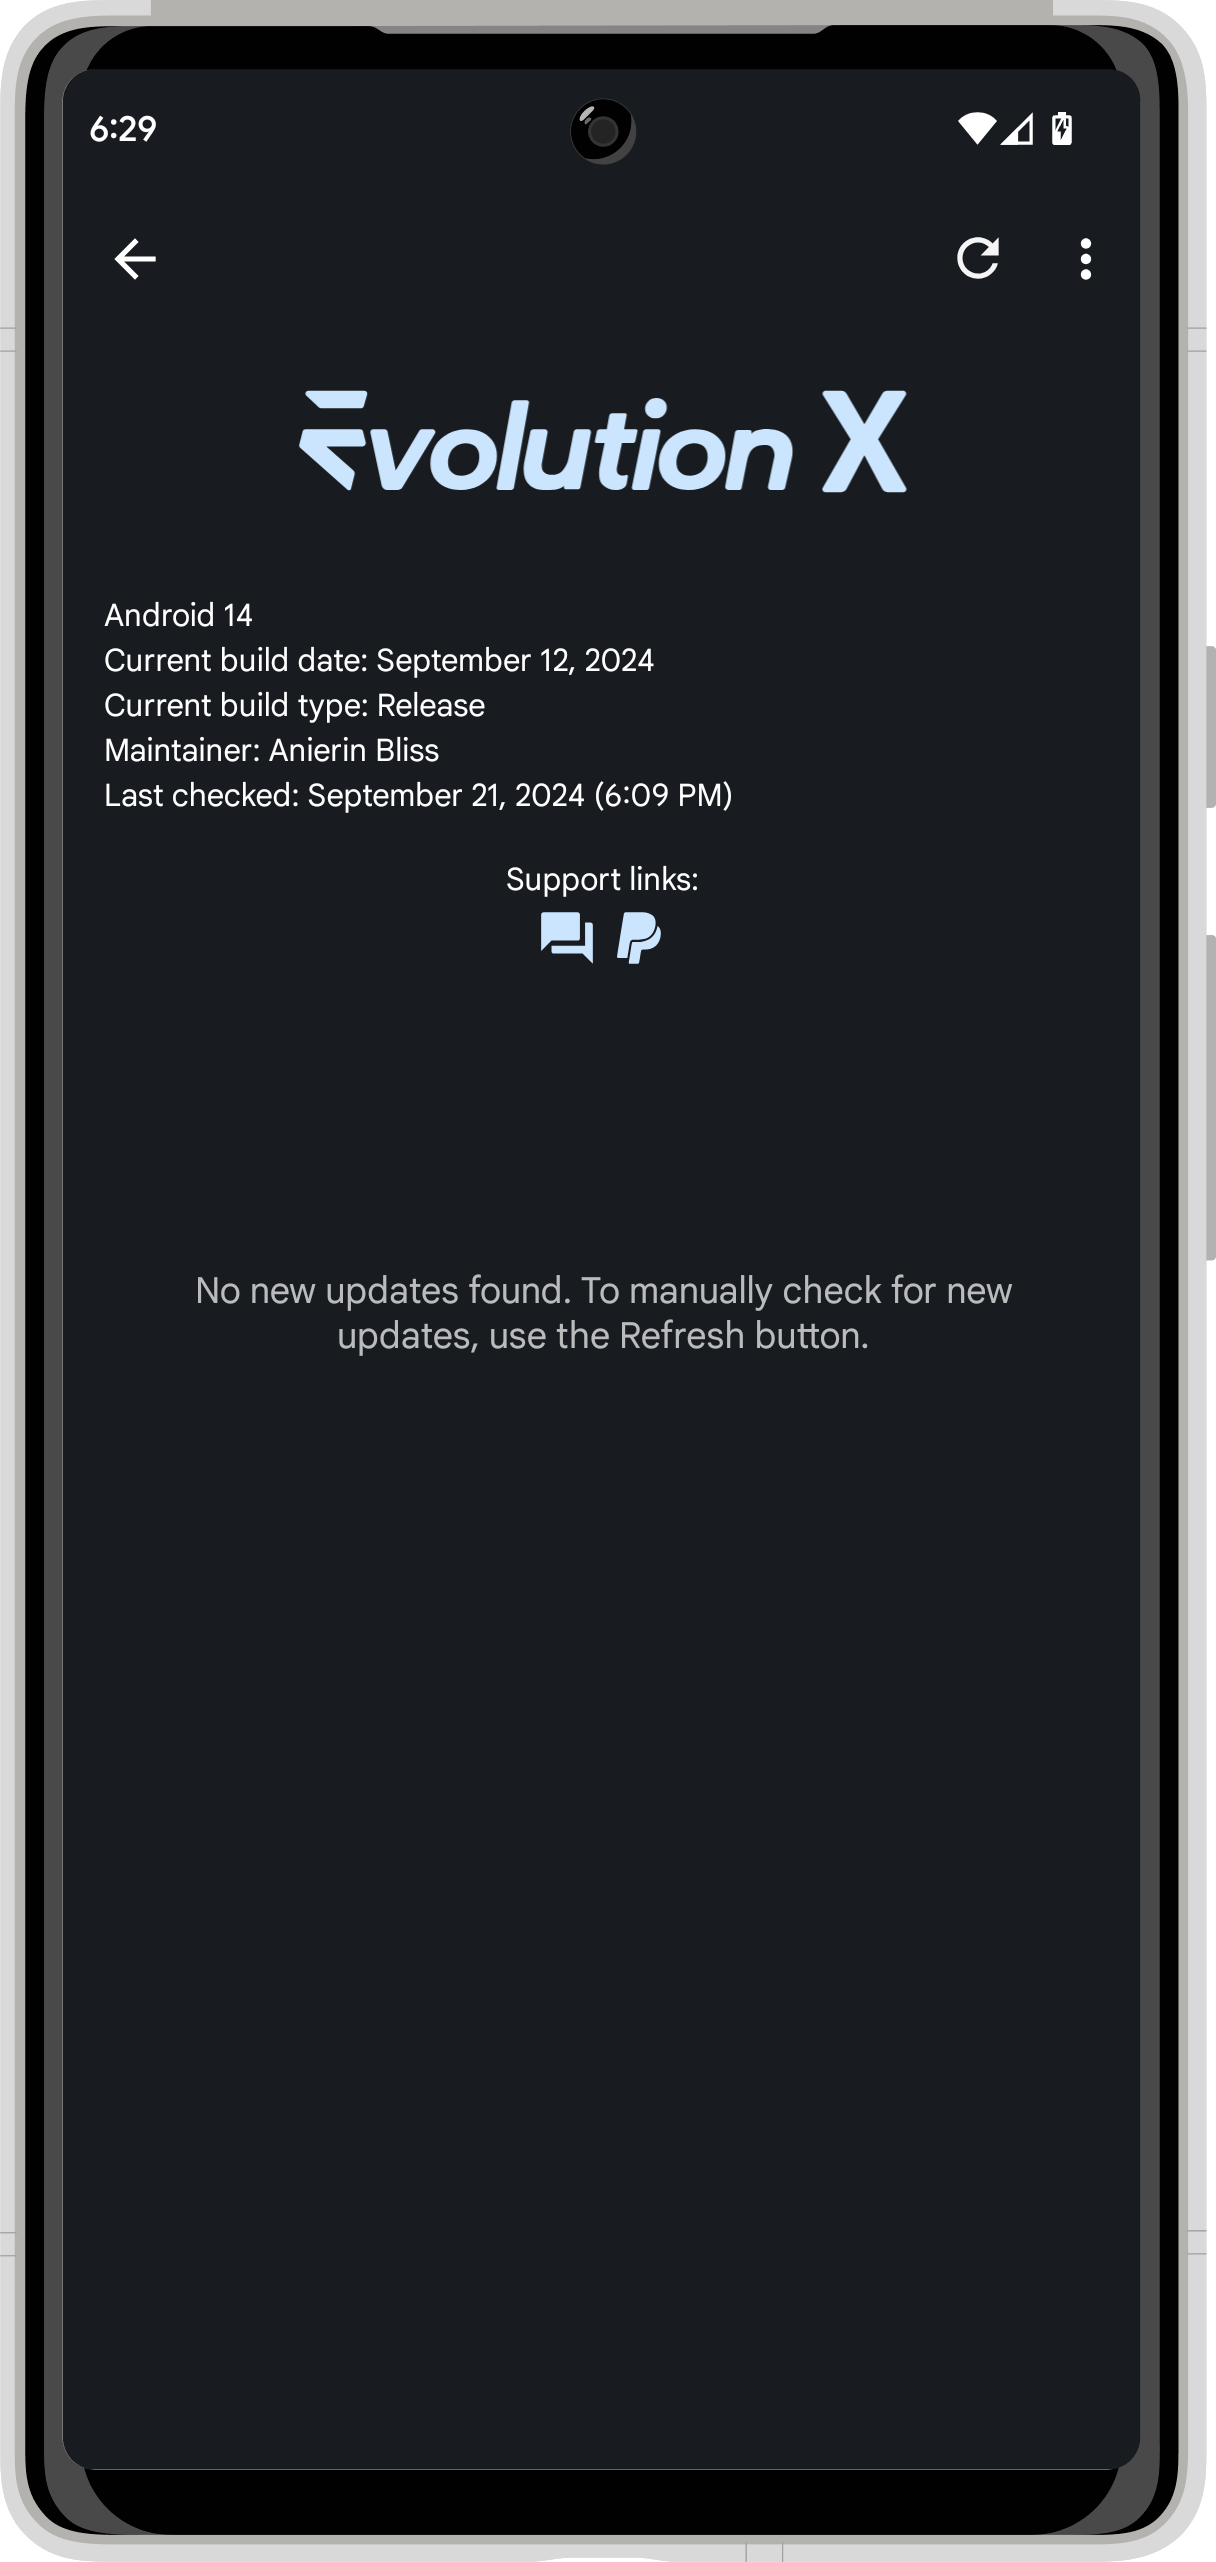 6:29
Evolution X
Android 14
Current build date: September 12, 2024
Current build type: Release
Maintainer: Anierin Bliss
Last checked: September 21, 2024 (6:09 PM)
Support links:
No new updates found. To manually check for new
updates, use the Refresh button.